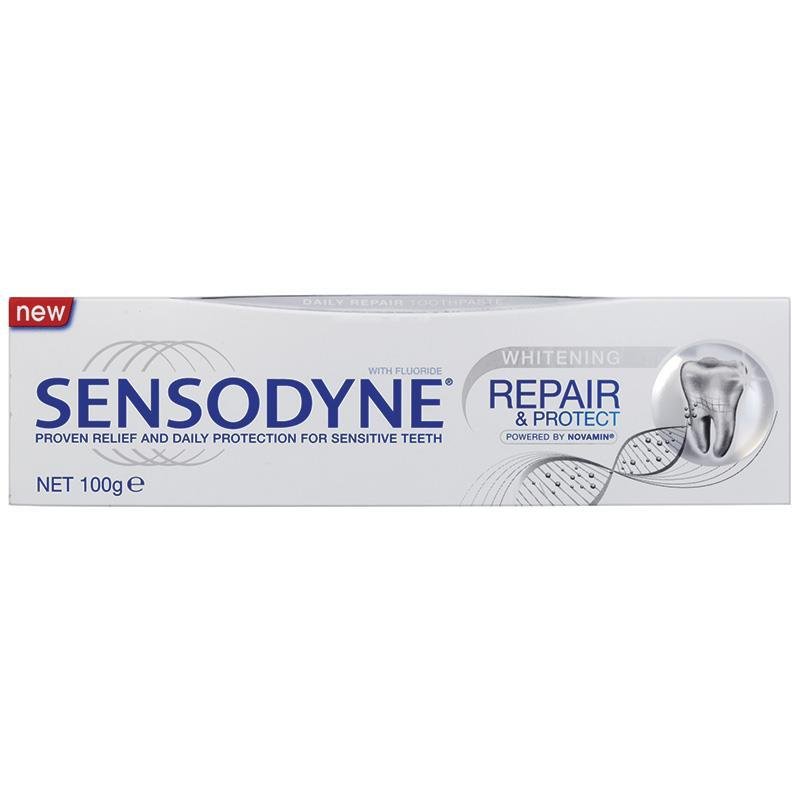 new
DAILY REPAIR TOOTHPASTE
WITH FLUORIDE
SENSODYNE®
PROVEN RELIEF AND DAILY PROTECTION FOR SENSITIVE TEETH
NET 100g℮
WHITENING
REPAIR
& PROTECT
POWERED BY NOVAMIN®